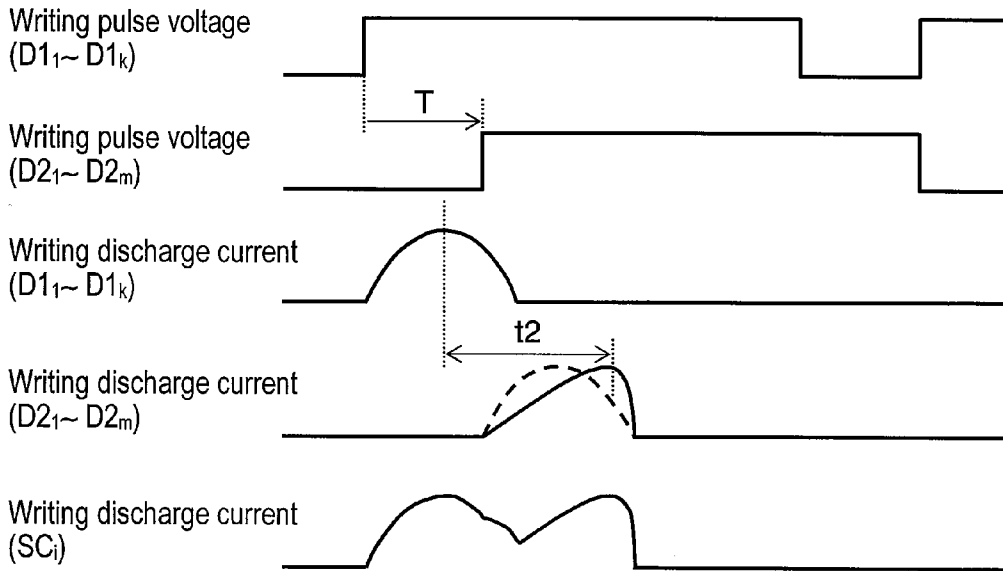 Writing pulse voltage
(D1₁~ D1ₖ)
T
Writing pulse voltage
(D2₁~ D2ₘ)
Writing discharge current
(D1₁~ D1ₖ)
t2
Writing discharge current
(D2₁~ D2ₘ)
Writing discharge current
(SCᵢ)